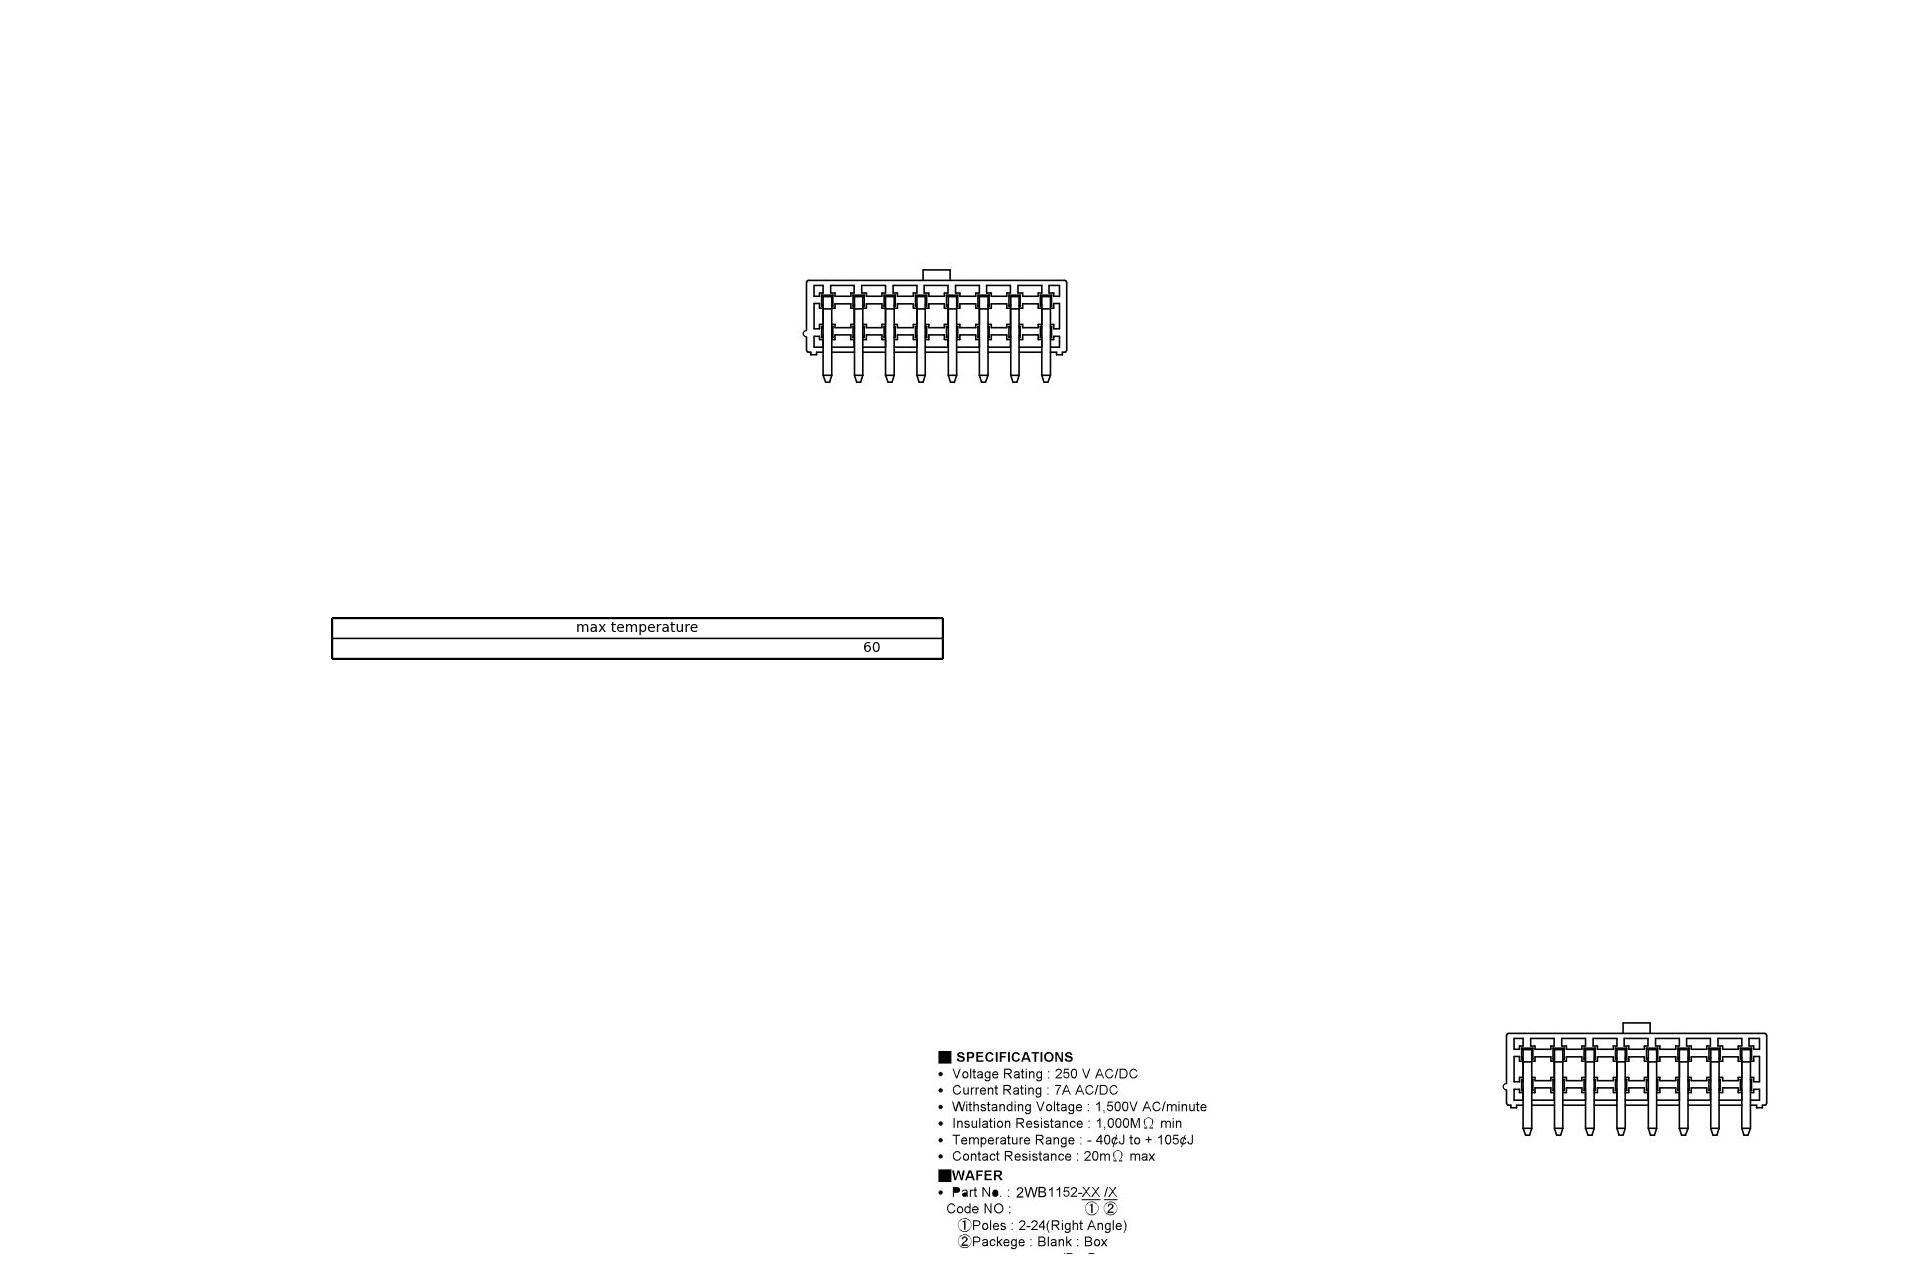 max temperature
60
■ SPECIFICATIONS
• Voltage Rating : 250 V AC/DC
• Current Rating : 7A AC/DC
• Withstanding Voltage : 1,500V AC/minute
• Insulation Resistance : 1,000MΩ min
• Temperature Range : - 40¢J to + 105¢J
• Contact Resistance : 20mΩ max
■WAFER
• Part No. : 2WB1152-XX /X
Code NO : ① ②
①Poles : 2-24(Right Angle)
②Packege : Blank : Box